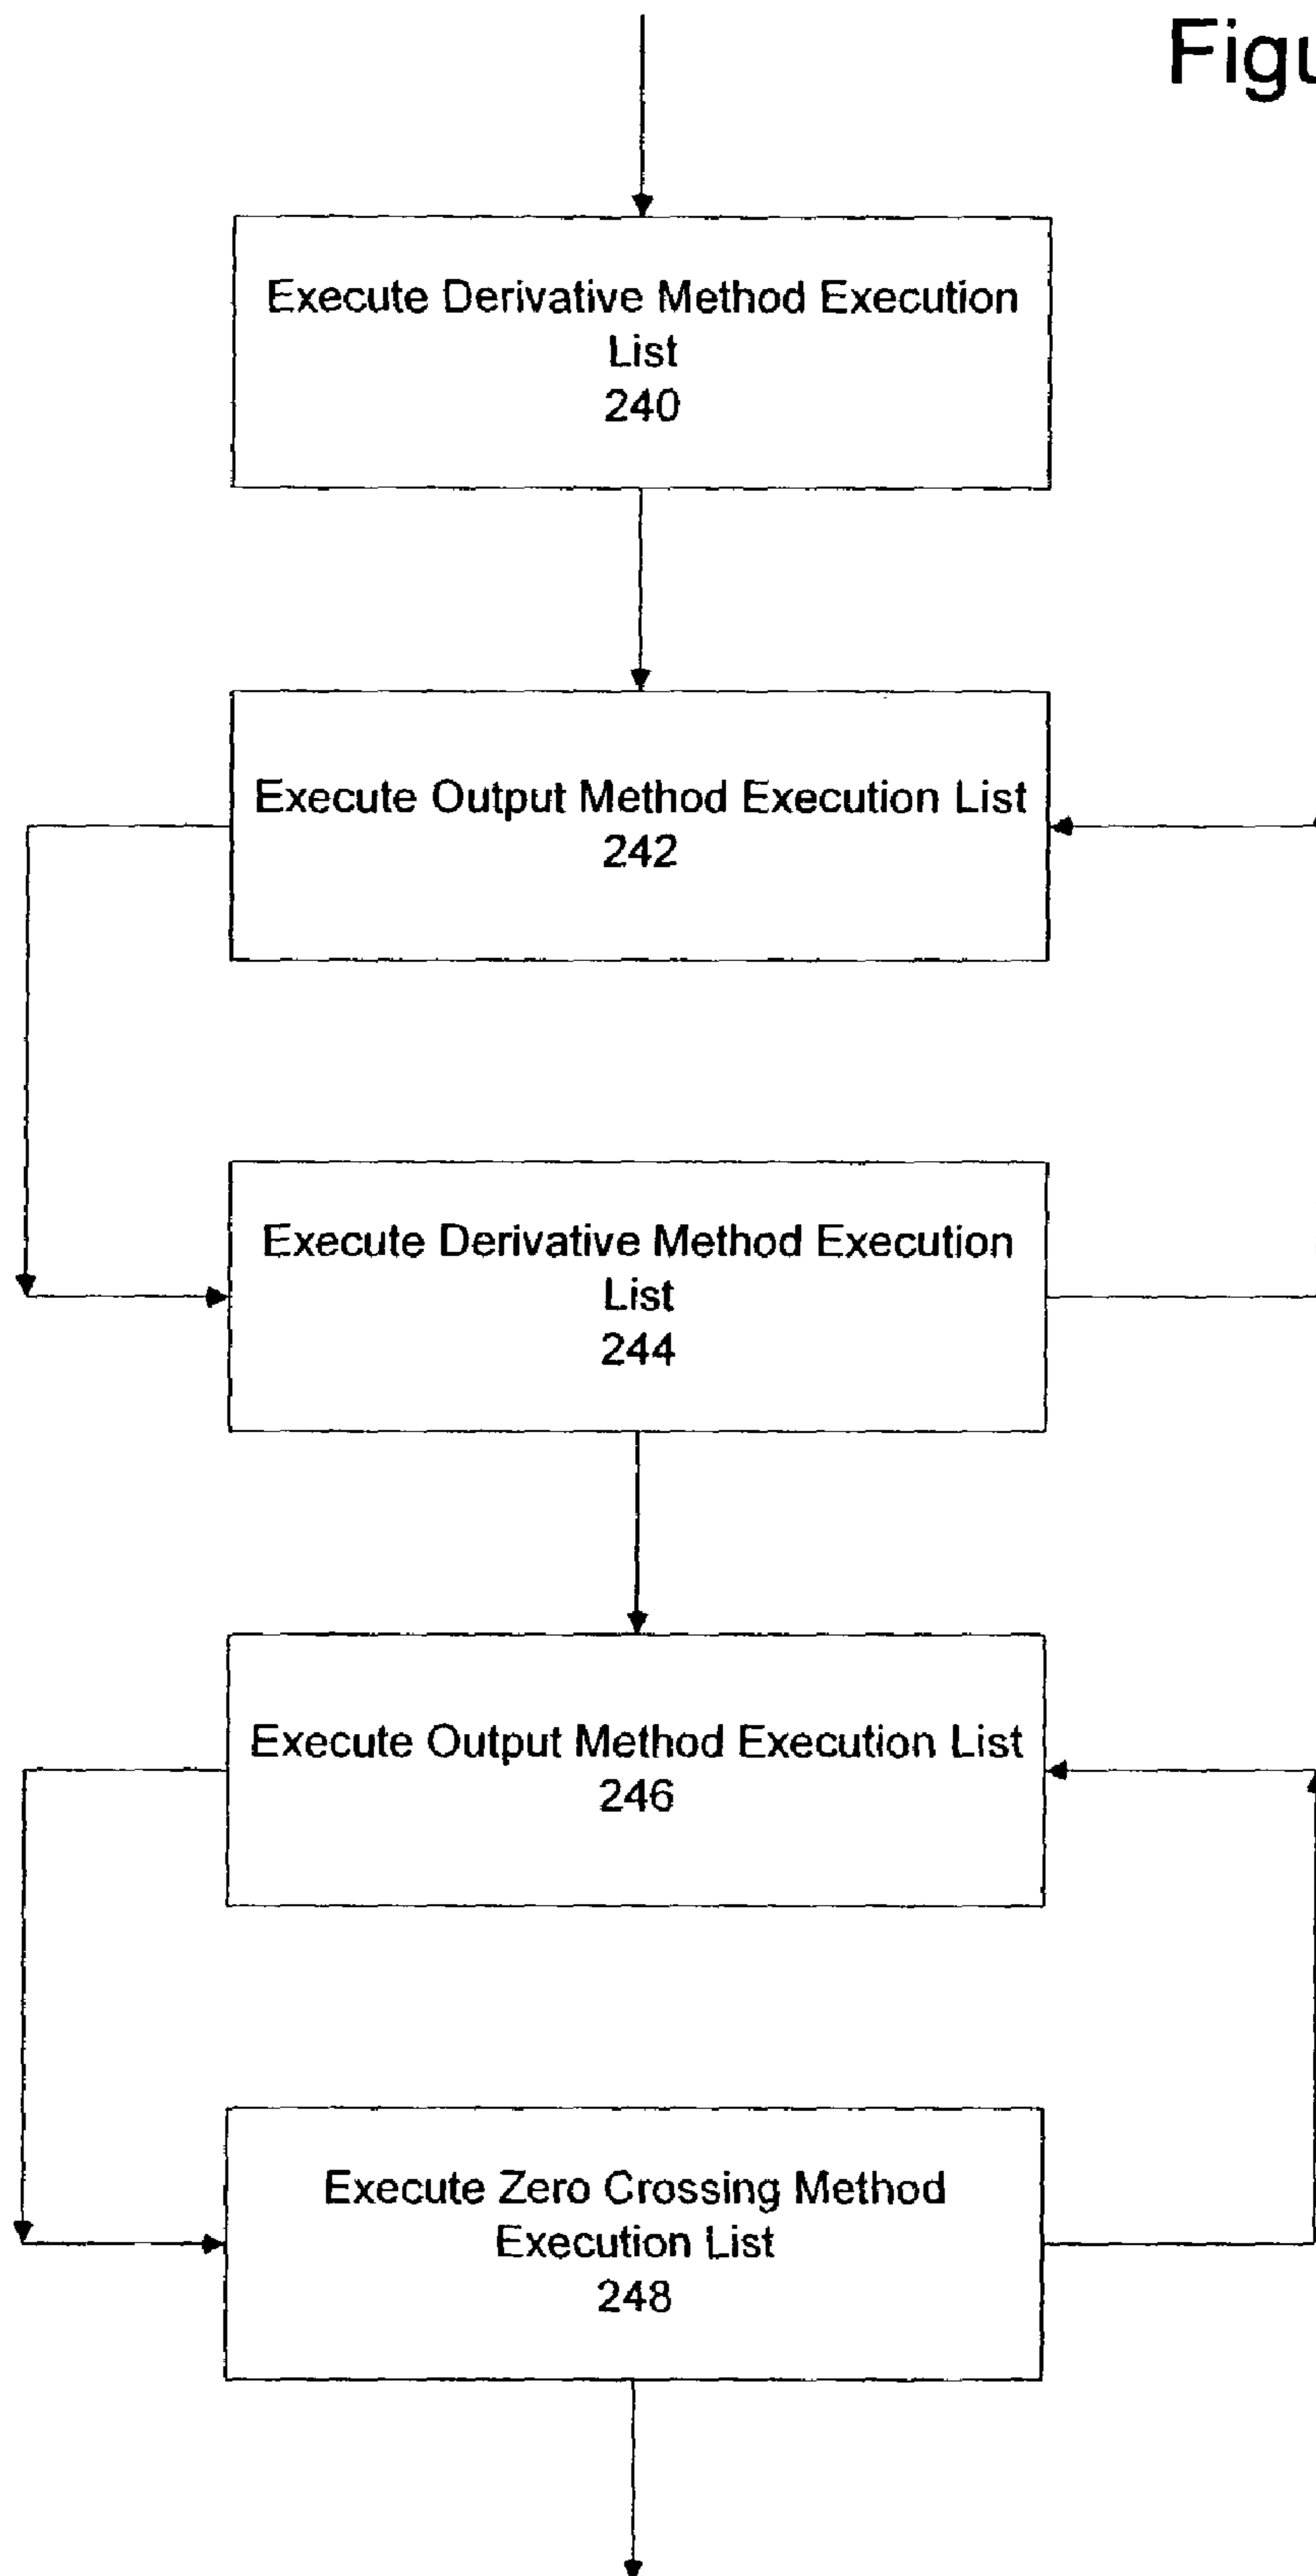 Execute Derivative Method Execution
List
240
Execute Output Method Execution List
242
Execute Derivative Method Execution
List
244
Execute Output Method Execution List
246
Execute Zero Crossing Method
Execution List
248